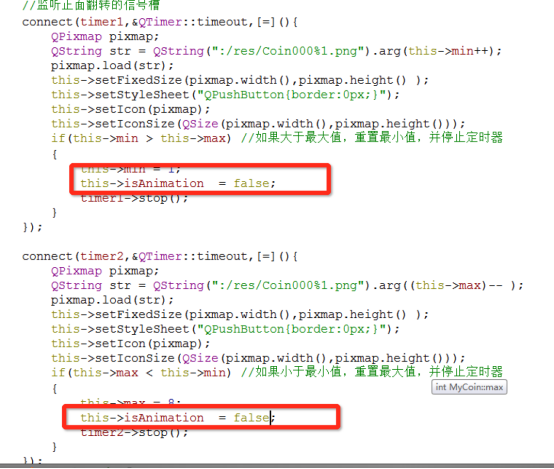 //监听正面翻转的信号槽
connect(timer1,&QTimer::timeout,[=](){
QPixmap pixmap;
QString str = QString(":/res/Coin000%1.png").arg(this->min++);
pixmap.load(str);
this->setFixedSize(pixmap.width(),pixmap.height() );
this->setStyleSheet("QPushButton{border:0px;}");
this->setIcon(pixmap);
this->setIconSize(QSize(pixmap.width(),pixmap.height()));
if(this->min > this->max) //如果大于最大值，重置最小值，并停止定时器
{
this->min = 1;
this->isAnimation  = false;
timer1->stop();
}
});
connect(timer2,&QTimer::timeout,[=](){
QPixmap pixmap;
QString str = QString(":/res/Coin000%1.png").arg((this->max)-- );
pixmap.load(str);
this->setFixedSize(pixmap.width(),pixmap.height() );
this->setStyleSheet("QPushButton{border:0px;}");
this->setIcon(pixmap);
this->setIconSize(QSize(pixmap.width(),pixmap.height()));
if(this->max < this->min) //如果小于最小值，重置最大值，并停止定时器
int MyCoin::max
{
this->max = 8;
this->isAnimation  = false;
timer2->stop();
}
});